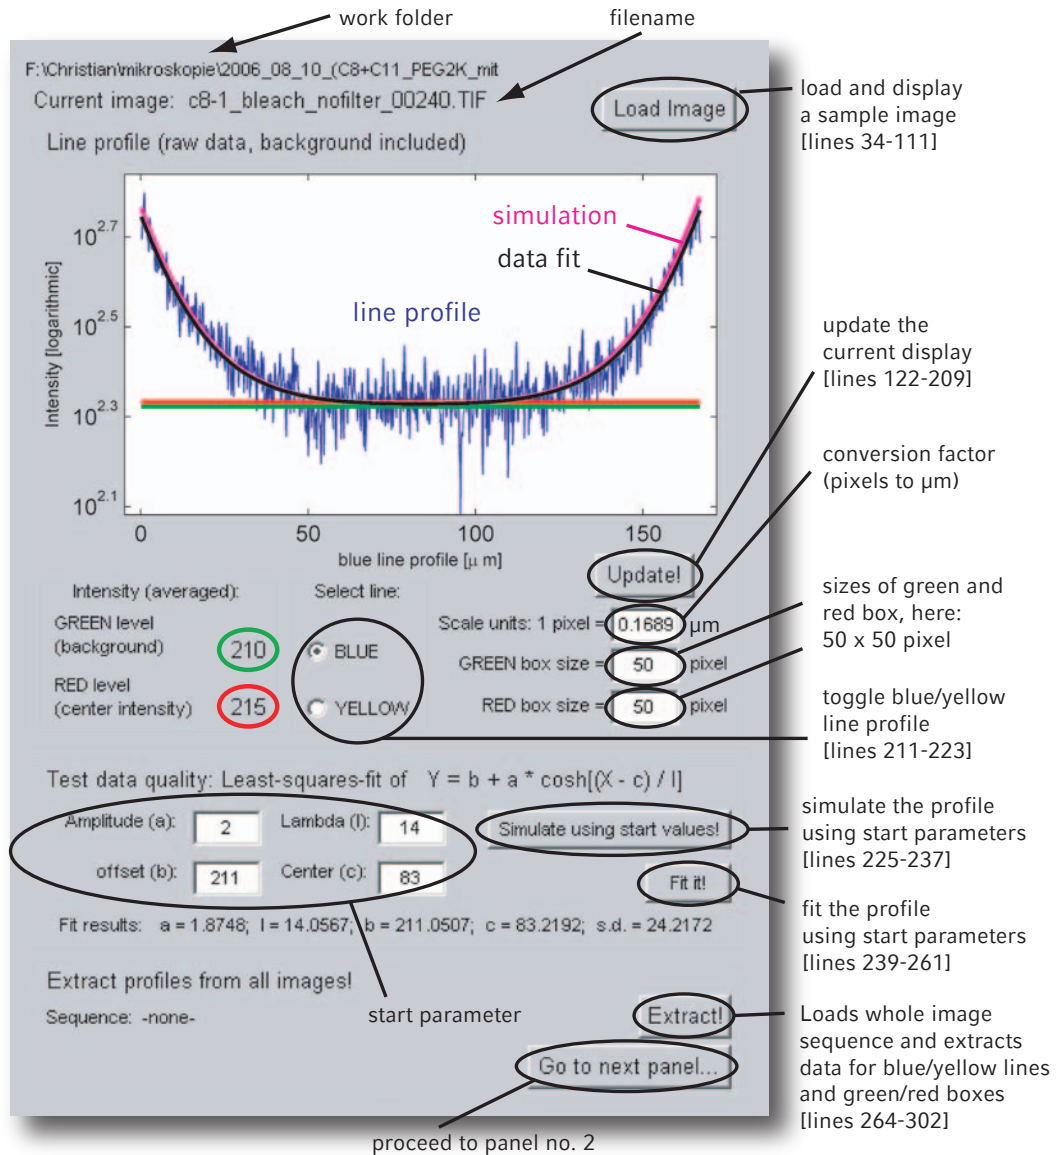 work folder
filename
F:\Christian\mikroskopie\2006_08_10_(C8+C11_PEG2K_mit
Current image: c8-1_bleach_nofilter_00240.TIF
Load Image
load and display
a sample image
[lines 34-111]
Line profile (raw data, background included)
simulation
data fit
line profile
Intensity [logarithmic]
10^2.7
10^2.5
10^2.3
10^2.1
0
50
100
150
blue line profile [μ m]
update the
current display
[lines 122-209]
conversion factor
(pixels to µm)
Update!
Intensity (averaged):
GREEN level
(background)
210
RED level
(center intensity)
215
Select line:
BLUE
YELLOW
Scale units: 1 pixel = 0.1689 µm
GREEN box size = 50 pixel
RED box size = 50 pixel
sizes of green and
red box, here:
50 x 50 pixel
toggle blue/yellow
line profile
[lines 211-223]
Test data quality: Least-squares-fit of Y = b + a * cosh[(X - c) / l]
Amplitude (a): 2 Lambda (l): 14
offset (b): 211 Center (c): 83
Simulate using start values!
Fit it!
simulate the profile
using start parameters
[lines 225-237]
Fit results: a = 1.8748; l = 14.0567; b = 211.0507; c = 83.2192; s.d. = 24.2172
fit the profile
using start parameters
[lines 239-261]
Extract profiles from all images!
Sequence: -none-
start parameter
Extract!
Go to next panel...
Loads whole image
sequence and extracts
data for blue/yellow lines
and green/red boxes
[lines 264-302]
proceed to panel no. 2